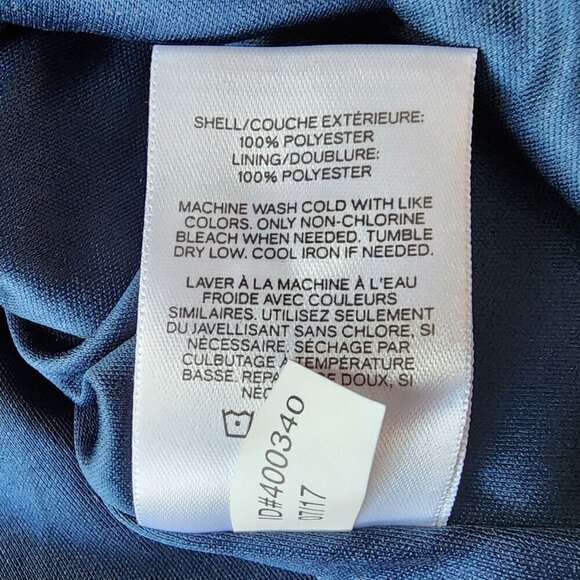 SHELL/COUCHE EXTÉRIEURE:
100% POLYESTER
LINING/DOUBLURE:
100% POLYESTER
MACHINE WASH COLD WITH LIKE
COLORS. ONLY NON-CHLORINE
BLEACH WHEN NEEDED. TUMBLE
DRY LOW. COOL IRON IF NEEDED.
LAVER À LA MACHINE À L'EAU
FROIDE AVEC COULEURS
SIMILAIRES. UTILISEZ SEULEMENT
DU JAVELLISANT SANS CHLORE, SI
NÉCESSAIRE. SÉCHAGE PAR
CULBUTAGE À TEMPÉRATURE
BASSE. DOUX, SI
ID#400340
07/17